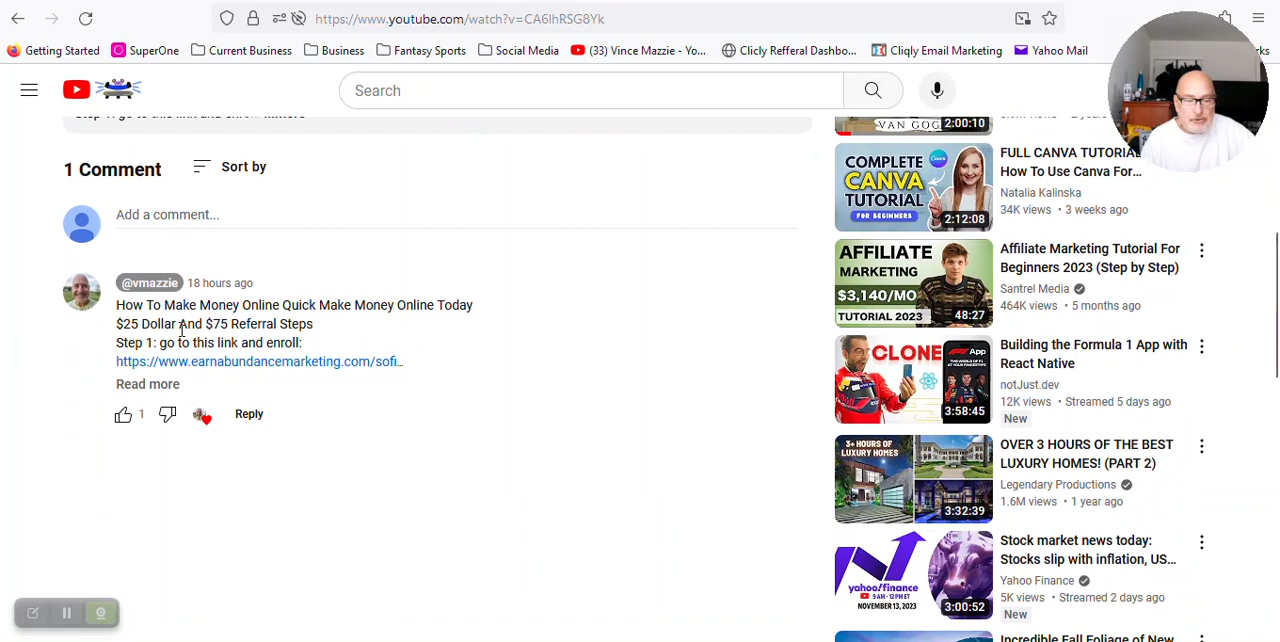 https://www.youtube.com/watch?v=CA6lhRSG8Yk
Getting Started
SuperOne
Current Business
Business
Fantasy Sports
Social Media
(33) Vince Mazzie - Yo...
Clicly Refferal Dashbo...
Cliqly Email Marketing
Yahoo Mail
Search
1 Comment
Sort by
Add a comment...
@vmazzie 18 hours ago
How To Make Money Online Quick Make Money Online Today
$25 Dollar And $75 Referral Steps
Step 1: go to this link and enroll:
https://www.earnabundancemarketing.com/sofi...
Read more
1
Reply
VAN GOG
2:00:10
COMPLETE
CANVA
TUTORIAL
FOR BEGINNERS
Canva
2:12:08
FULL CANVA TUTORIAL
How To Use Canva For...
Natalia Kalinska
34K views • 3 weeks ago
AFFILIATE
MARKETING
$3,140/MO
TUTORIAL 2023
48:27
Affiliate Marketing Tutorial For
Beginners 2023 (Step by Step)
Santrel Media
464K views • 5 months ago
CLONE
App
3:58:45
Building the Formula 1 App with
React Native
notJust.dev
12K views • Streamed 5 days ago
New
3+ HOURS OF
LUXURY HOMES
3:32:39
OVER 3 HOURS OF THE BEST
LUXURY HOMES! (PART 2)
Legendary Productions
1.6M views • 1 year ago
yahoo!finance
9 AM - 12PM ET
NOVEMBER 13, 2023
3:00:52
Stock market news today:
Stocks slip with inflation, US...
Yahoo Finance
5K views • Streamed 2 days ago
New
Incredible Fall Foliage of New